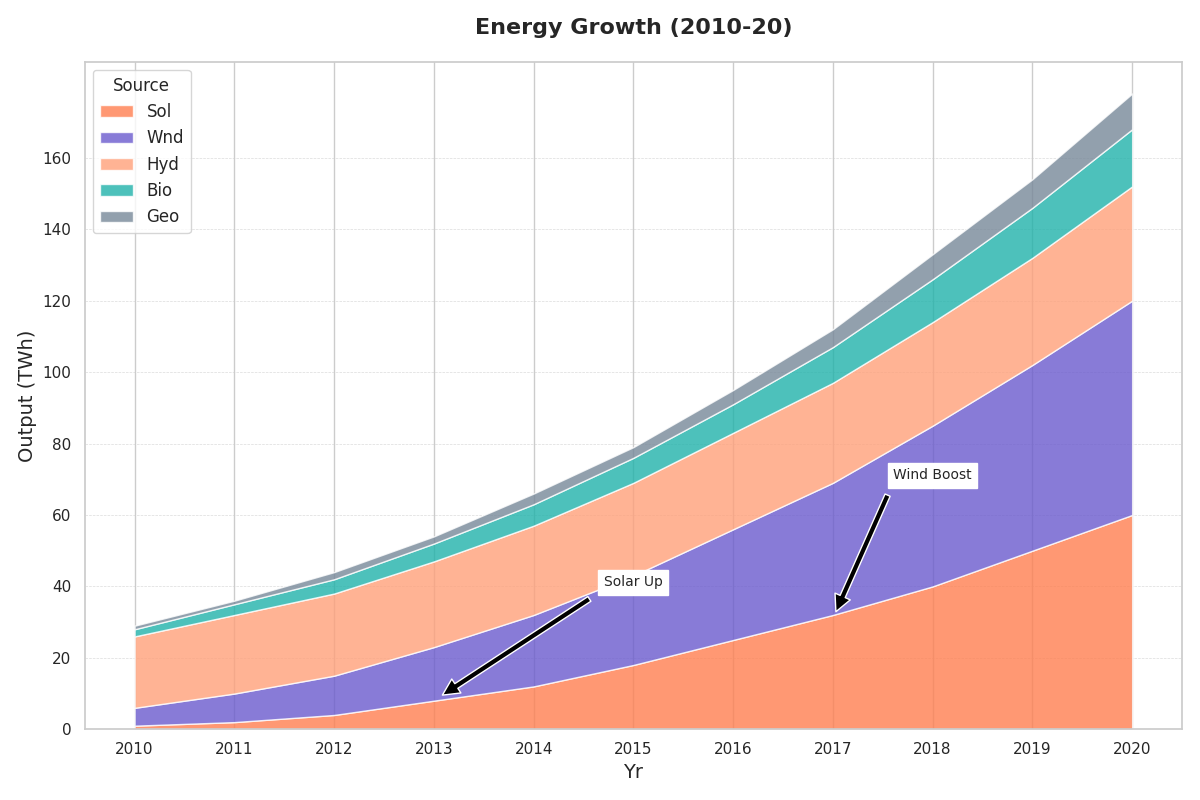 Energy Growth (2010-20)
Source
Sol
Wnd
Hyd
Bio
Geo
Output (TWh)
160
140
120
100
80
60
40
20
0
Wind Boost
Solar Up
2010 2011 2012 2013 2014 2015 2016 2017 2018 2019 2020
Yr